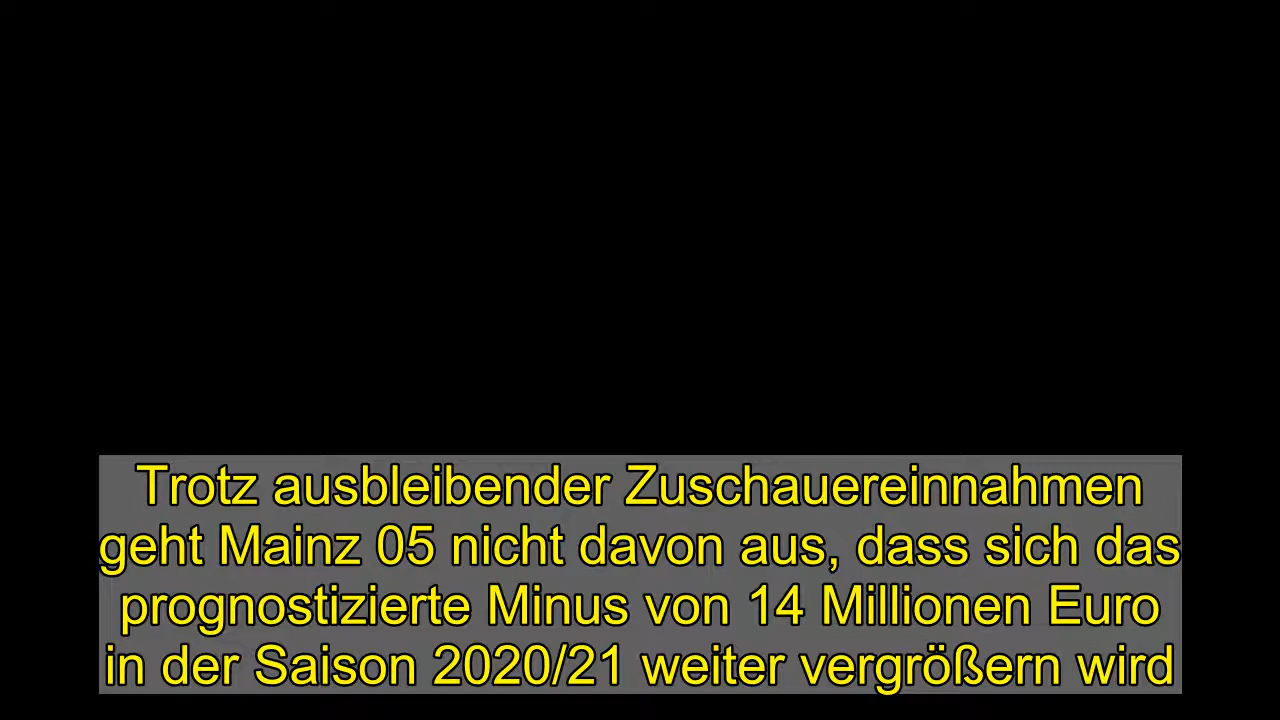 Trotz ausbleibender Zuschauereinnahmen
geht Mainz 05 nicht davon aus, dass sich das
prognostizierte Minus von 14 Millionen Euro
in der Saison 2020/21 weiter vergrößern wird